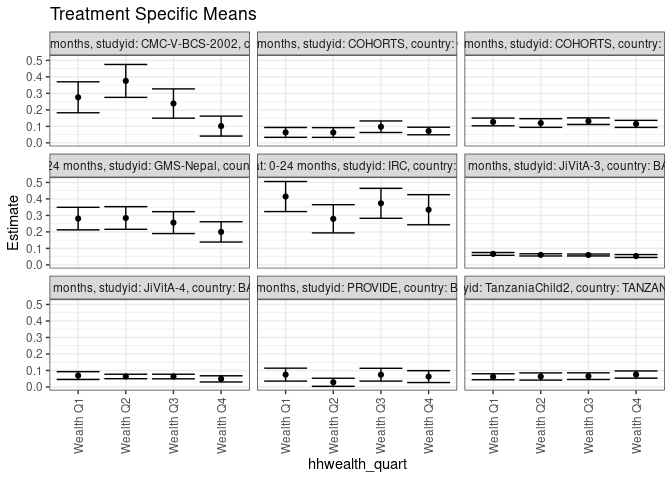 Treatment Specific Means
months, studyid: CMC-V-BCS-2002, c
months, studyid: COHORTS, country:
months, studyid: COHORTS, country:
0.5
0.4
0.3
0.2
0.1
0.0
24 months, studyid: GMS-Nepal, coun
at: 0-24 months, studyid: IRC, country:
months, studyid: JiVitA-3, country: BA
0.5
0.4
0.3
0.2
0.1
0.0
months, studyid: JiVitA-4, country: BA
months, studyid: PROVIDE, country: B
yid: TanzaniaChild2, country: TANZAN
0.5
0.4
0.3
0.2
0.1
0.0
Estimate
Wealth Q1
Wealth Q2
Wealth Q3
Wealth Q4
Wealth Q1
Wealth Q2
Wealth Q3
Wealth Q4
Wealth Q1
Wealth Q2
Wealth Q3
Wealth Q4
hhwealth_quart